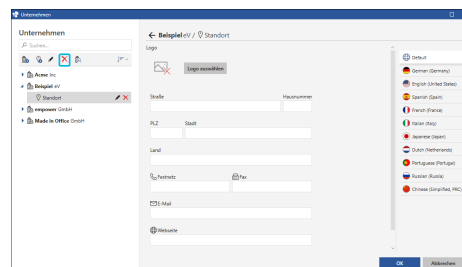 Unternehmen
Unternehmen
Suchen...
Acme Inc
Beispiel eV
Standort
empower GmbH
Made in Office GmbH
Beispiel eV / Standort
Logo
Logo auswählen
Straße Hausnummer
PLZ Stadt
Land
Festnetz Fax
E-Mail
Webseite
Default
German (Germany)
English (United States)
Spanish (Spain)
French (France)
Italian (Italy)
Japanese (Japan)
Dutch (Netherlands)
Portuguese (Portugal)
Russian (Russia)
Chinese (Simplified, PRC)
OK Abbrechen